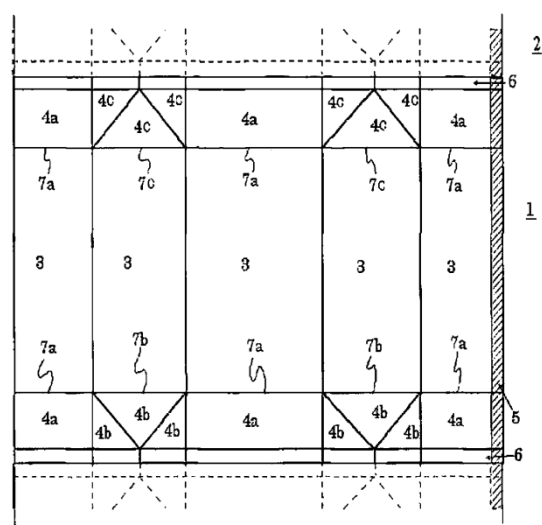 2
6
4c 4c 4c 4c
4a 4c 4a 4c 4a
7a 7c 7a 7c 7a
1
3 3 3 3 3
7a 7b 7a 7b 7a
4b 4b
4a 4b 4b 4a 4b 4b 4a
5
6